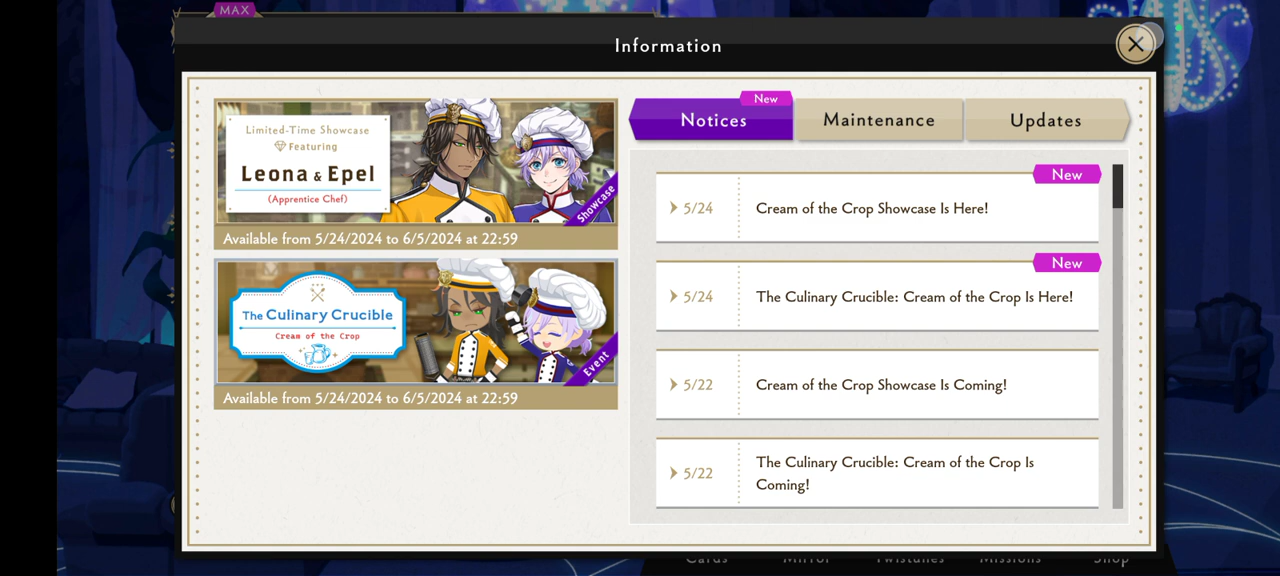 MAX
Information
Limited-Time Showcase
Featuring
Leona & Epel
(Apprentice Chef)
Showcase
Available from 5/24/2024 to 6/5/2024 at 22:59
The Culinary Crucible
Cream of the Crop
Event
Available from 5/24/2024 to 6/5/2024 at 22:59
New
Notices
Maintenance
Updates
New
5/24
Cream of the Crop Showcase Is Here!
New
5/24
The Culinary Crucible: Cream of the Crop Is Here!
5/22
Cream of the Crop Showcase Is Coming!
5/22
The Culinary Crucible: Cream of the Crop Is
Coming!
Cards Mirror Twistunes Missions Shop